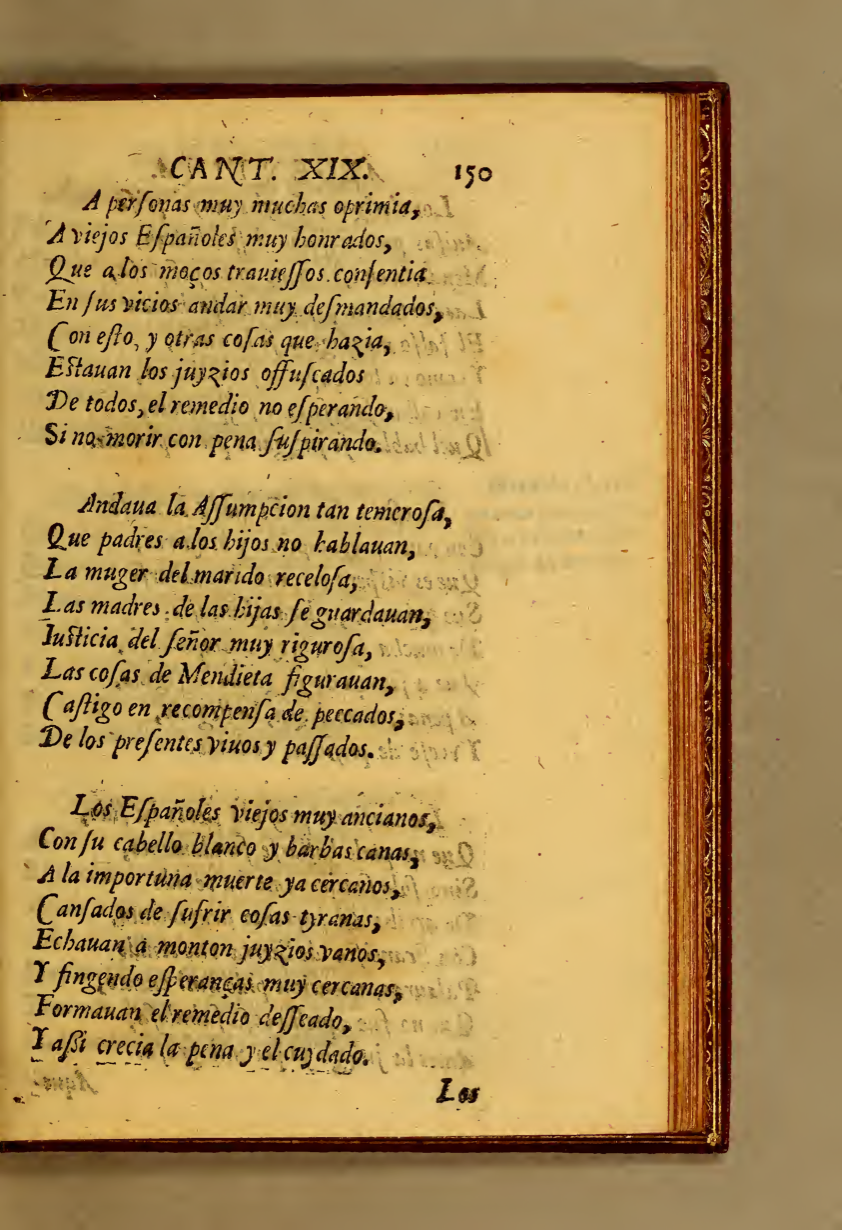 CANT. XIX. 150
A perſonas muy muchas oprimia,
A viejos Eſpañoles muy honrados,
Que a los moços trauieſſos conſentia
En ſus vicios andar muy deſmandados,
Con eſto, y otras coſas que hazia,
Eſtauan los juyzios offuſcados
De todos, el remedio no eſperando,
Si no morir con pena ſuſpirando.
Andaua la Aſſumpcion tan temeroſa,
Que padres a los hijos no hablauan,
La muger del marido receloſa,
Las madres de las hijas ſe guardauan,
Iuſticia del ſeñor muy riguroſa,
Las coſas de Mendieta figurauan,
Caſtigo en recompenſa de peccados,
De los preſentes viuos y paſſados.
Los Eſpañoles viejos muy ancianos,
Con ſu cabello blanco y barbas canas,
A la importuna muerte ya cercanos,
Canſados de ſufrir coſas tyranas,
Echauan a monton juyzios vanos,
Y fingendo eſperanças muy cercanas,
Formauan el remedio deſſeado,
Y aſsi crecia la pena y el cuydado.
Los